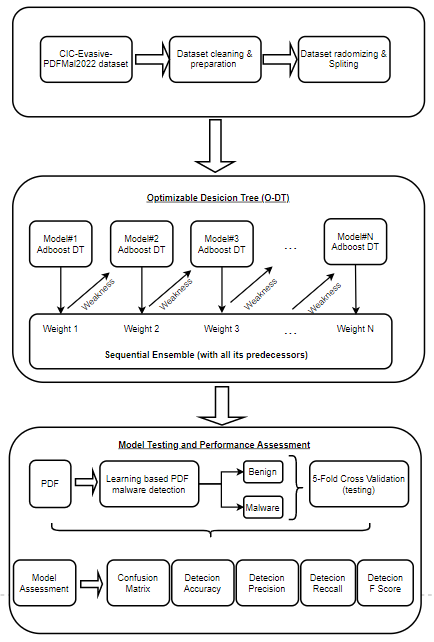 CIC-Evasive-
PDFMal2022 dataset
Dataset cleaning &
preparation
Dataset radomizing &
Spliting
Optimizable Desicion Tree (O-DT)
Model#1
Adboost DT
Model#2
Adboost DT
Model#3
Adboost DT
...
Model#N
Adboost DT
Weakness
Weakness
Weakness
Weakness
Weight 1
Weight 2
Weight 3
...
Weight N
Sequential Ensemble (with all its predecessors)
Model Testing and Performance Assessment
PDF
Learning based PDF
malware detection
Benign
Malware
5-Fold Cross Validation
(testing)
Model
Assessment
Confusion
Matrix
Detecion
Accuracy
Detecion
Precision
Detecion
Reccall
Detecion
F Score